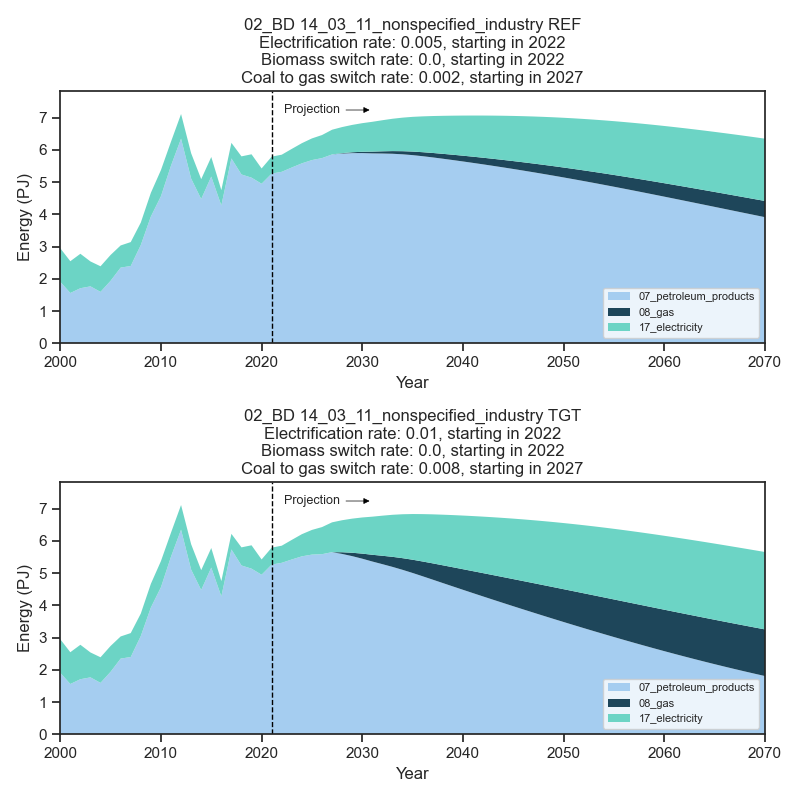 02_BD 14_03_11_nonspecified_industry REF
Electrification rate: 0.005, starting in 2022
Biomass switch rate: 0.0, starting in 2022
Coal to gas switch rate: 0.002, starting in 2027
Projection
7
6
5
4
3
2
1
0
Energy (PJ)
07_petroleum_products
08_gas
17_electricity
2000 2010 2020 2030 2040 2050 2060 2070
Year
02_BD 14_03_11_nonspecified_industry TGT
Electrification rate: 0.01, starting in 2022
Biomass switch rate: 0.0, starting in 2022
Coal to gas switch rate: 0.008, starting in 2027
Projection
7
6
5
4
3
2
1
0
Energy (PJ)
07_petroleum_products
08_gas
17_electricity
2000 2010 2020 2030 2040 2050 2060 2070
Year